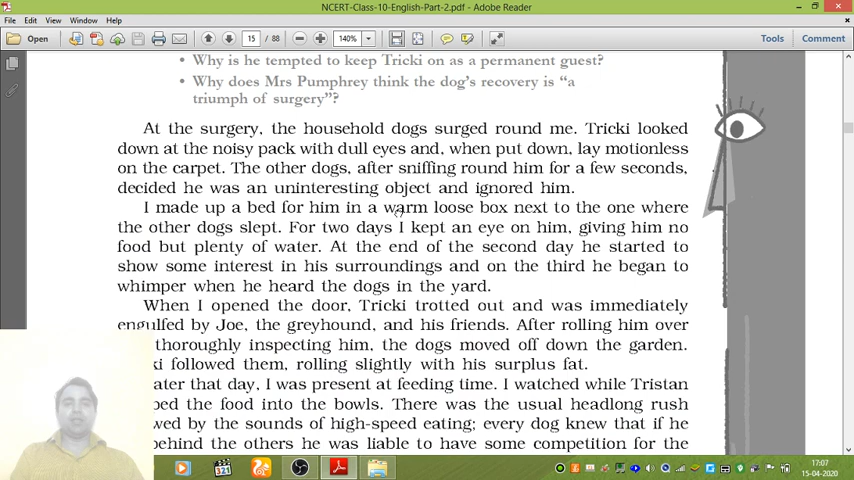 NCERT-Class-10-English-Part-2.pdf - Adobe Reader
File Edit View Window Help
Open 15 / 88 140% Tools Comment
• Why is he tempted to keep Tricki on as a permanent guest?
• Why does Mrs Pumphrey think the dog's recovery is “a
triumph of surgery”?
At the surgery, the household dogs surged round me. Tricki looked
down at the noisy pack with dull eyes and, when put down, lay motionless
on the carpet. The other dogs, after sniffing round him for a few seconds,
decided he was an uninteresting object and ignored him.
I made up a bed for him in a warm loose box next to the one where
the other dogs slept. For two days I kept an eye on him, giving him no
food but plenty of water. At the end of the second day he started to
show some interest in his surroundings and on the third he began to
whimper when he heard the dogs in the yard.
When I opened the door, Tricki trotted out and was immediately
engulfed by Joe, the greyhound, and his friends. After rolling him over
thoroughly inspecting him, the dogs moved off down the garden.
ki followed them, rolling slightly with his surplus fat.
ater that day, I was present at feeding time. I watched while Tristan
ped the food into the bowls. There was the usual headlong rush
wed by the sounds of high-speed eating; every dog knew that if he
behind the others he was liable to have some competition for the
321
17:07
15-04-2020